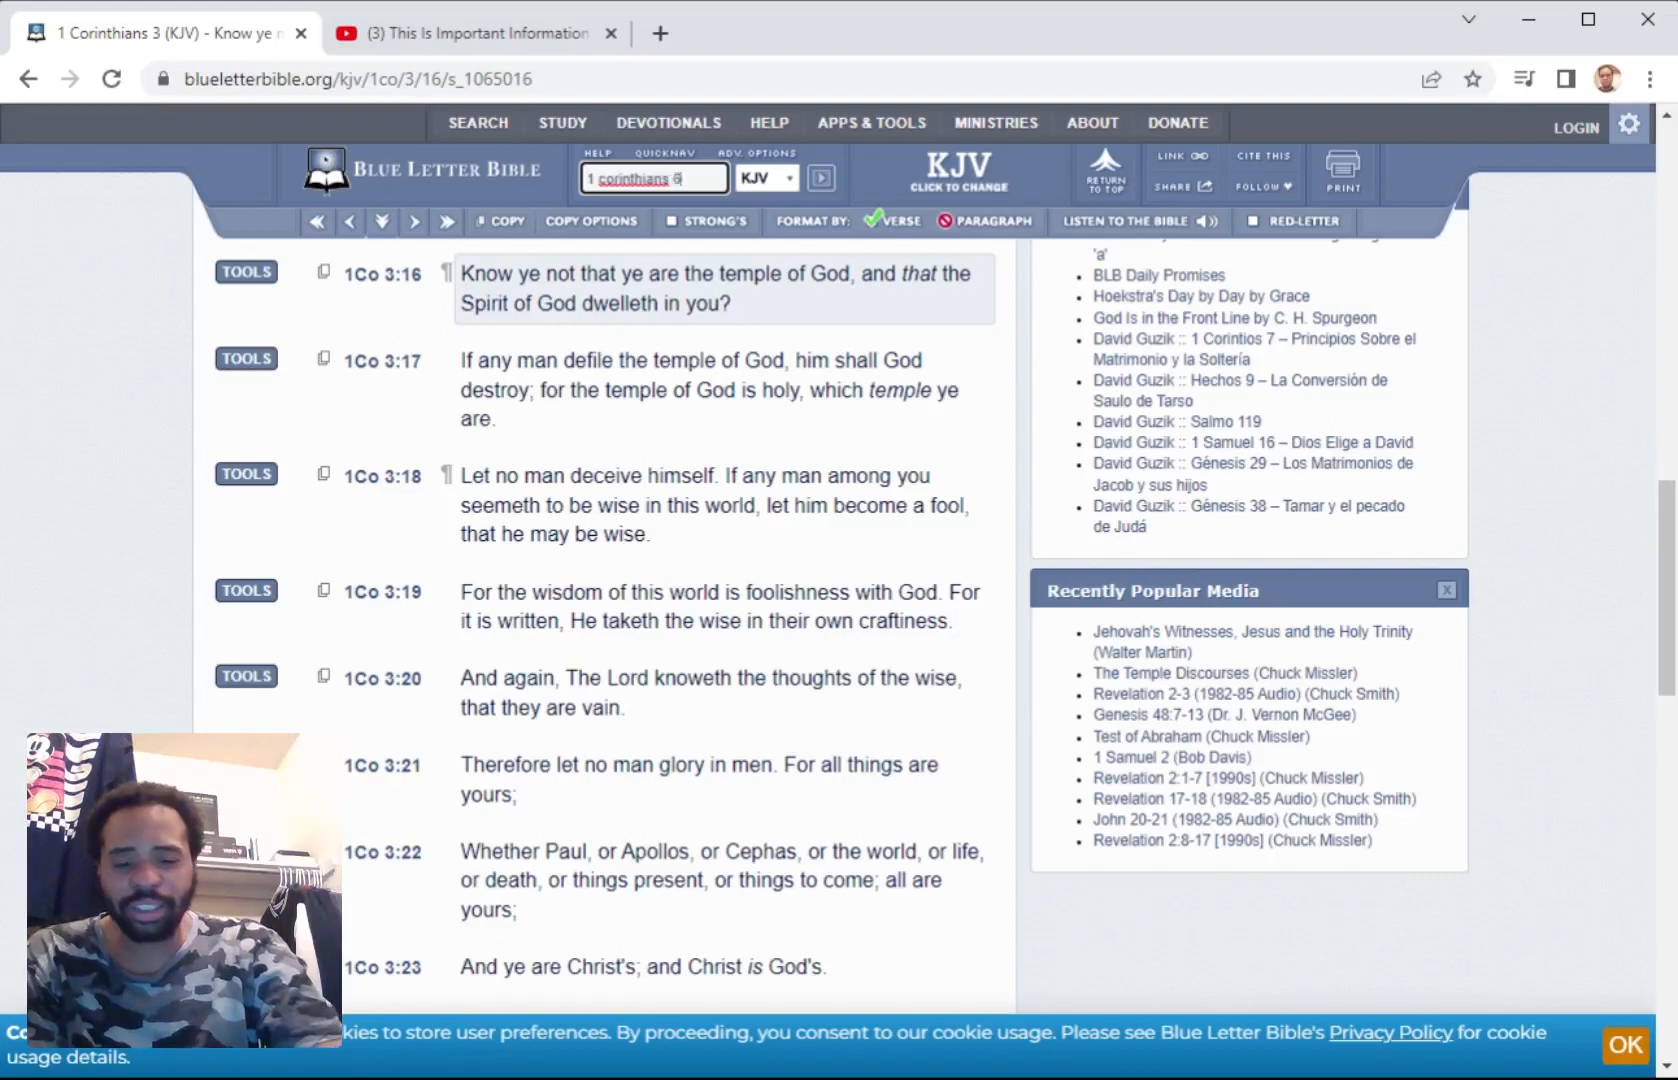 1 Corinthians 3 (KJV) - Know ye n
(3) This Is Important Information
blueletterbible.org/kjv/1co/3/16/s_1065016
SEARCH STUDY DEVOTIONALS HELP APPS & TOOLS MINISTRIES ABOUT DONATE LOGIN
BLUE LETTER BIBLE
HELP QUICKNAV ADV. OPTIONS
1 corinthians 6
KJV
KJV
CLICK TO CHANGE
RETURN
TO TOP
LINK CITE THIS
SHARE FOLLOW
PRINT
COPY COPY OPTIONS STRONG'S FORMAT BY: VERSE PARAGRAPH LISTEN TO THE BIBLE RED-LETTER
TOOLS 1Co 3:16 ¶ Know ye not that ye are the temple of God, and that the
Spirit of God dwelleth in you?
TOOLS 1Co 3:17 If any man defile the temple of God, him shall God
destroy; for the temple of God is holy, which temple ye
are.
TOOLS 1Co 3:18 ¶ Let no man deceive himself. If any man among you
seemeth to be wise in this world, let him become a fool,
that he may be wise.
TOOLS 1Co 3:19 For the wisdom of this world is foolishness with God. For
it is written, He taketh the wise in their own craftiness.
TOOLS 1Co 3:20 And again, The Lord knoweth the thoughts of the wise,
that they are vain.
1Co 3:21 Therefore let no man glory in men. For all things are
yours;
1Co 3:22 Whether Paul, or Apollos, or Cephas, or the world, or life,
or death, or things present, or things to come; all are
yours;
1Co 3:23 And ye are Christ's; and Christ is God's.
'a'
BLB Daily Promises
Hoekstra's Day by Day by Grace
God Is in the Front Line by C. H. Spurgeon
David Guzik :: 1 Corintios 7 – Principios Sobre el
Matrimonio y la Soltería
David Guzik :: Hechos 9 – La Conversión de
Saulo de Tarso
David Guzik :: Salmo 119
David Guzik :: 1 Samuel 16 – Dios Elige a David
David Guzik :: Génesis 29 – Los Matrimonios de
Jacob y sus hijos
David Guzik :: Génesis 38 – Tamar y el pecado
de Judá
Recently Popular Media x
Jehovah's Witnesses, Jesus and the Holy Trinity
(Walter Martin)
The Temple Discourses (Chuck Missler)
Revelation 2-3 (1982-85 Audio) (Chuck Smith)
Genesis 48:7-13 (Dr. J. Vernon McGee)
Test of Abraham (Chuck Missler)
1 Samuel 2 (Bob Davis)
Revelation 2:1-7 [1990s] (Chuck Missler)
Revelation 17-18 (1982-85 Audio) (Chuck Smith)
John 20-21 (1982-85 Audio) (Chuck Smith)
Revelation 2:8-17 [1990s] (Chuck Missler)
Co kies to store user preferences. By proceeding, you consent to our cookie usage. Please see Blue Letter Bible's Privacy Policy for cookie
usage details.
OK